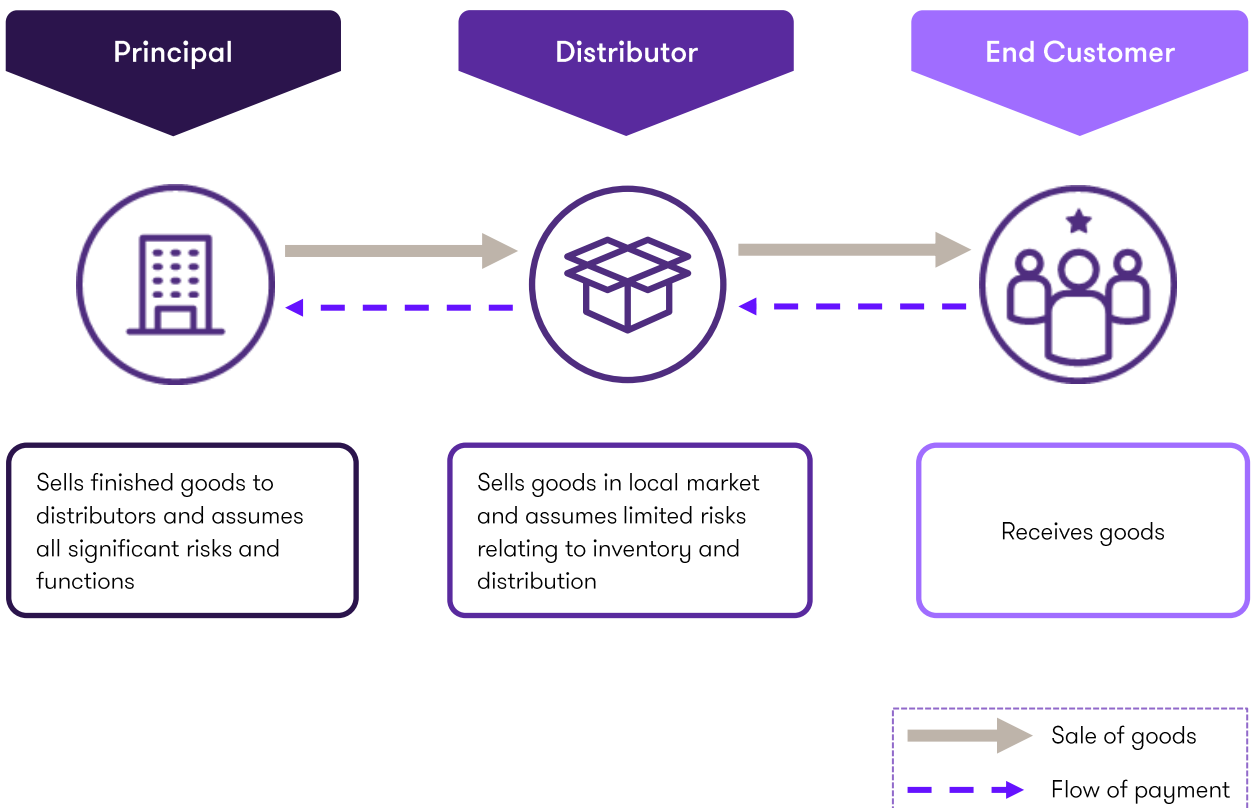 Principal
Distributor
End Customer
Sells finished goods to
distributors and assumes
all significant risks and
functions
Sells goods in local market
and assumes limited risks
relating to inventory and
distribution
Receives goods
Sale of goods
Flow of payment